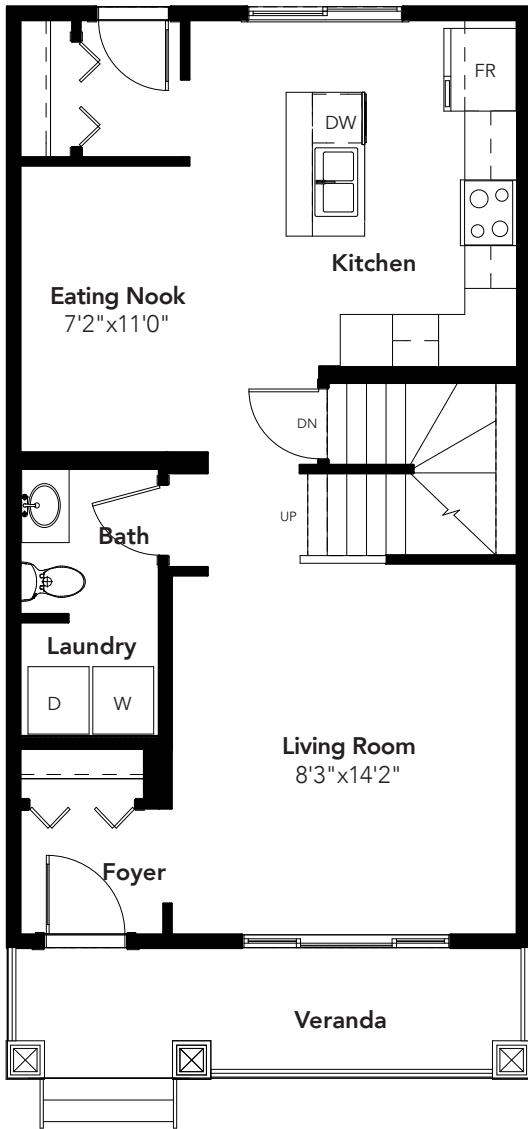 FR
DW
Kitchen
Eating Nook
7'2"x11'0"
DN
UP
Bath
Laundry
D
W
Living Room
8'3"x14'2"
Foyer
Veranda